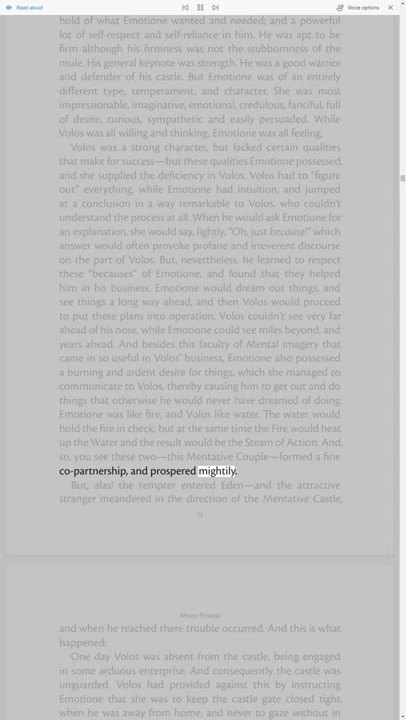 Read aloud
Voice options
hold of what Emotione wanted and needed; and a powerful
lot of self-respect and self-reliance in him. He was apt to be
firm although his firmness was not the stubbornness of the
mule. His general keynote was strength. He was a good warrior
and defender of his castle. But Emotione was of an entirely
different type, temperament, and character. She was most
impressionable, imaginative, emotional, credulous, fanciful, full
of desire, curious, sympathetic and easily persuaded. While
Volos was all willing and thinking, Emotione was all feeling.
Volos was a strong character, but lacked certain qualities
that make for success—but these qualities Emotione possessed,
and she supplied the deficiency in Volos. Volos had to “figure
out” everything, while Emotione had intuition, and jumped
at a conclusion in a way remarkable to Volos, who couldn’t
understand the process at all. When he would ask Emotione for
an explanation, she would say, lightly, “Oh, just because!” which
answer would often provoke profane and irreverent discourse
on the part of Volos. But, nevertheless, he learned to respect
these “becauses” of Emotione, and found that they helped
him in his business. Emotione would dream out things, and
see things a long way ahead, and then Volos would proceed
to put these plans into operation. Volos couldn’t see very far
ahead of his nose, while Emotione could see miles beyond, and
years ahead. And besides this faculty of Mental imagery that
came in so useful in Volos’ business, Emotione also possessed
a burning and ardent desire for things, which she managed to
communicate to Volos, thereby causing him to get out and do
things that otherwise he would never have dreamed of doing.
Emotione was like fire, and Volos like water. The water would
hold the fire in check, but at the same time the Fire would heat
up the Water and the result would be the Steam of Action. And,
so, you see these two—this Mentative Couple—formed a fine
co-partnership, and prospered mightily.
But, alas! the tempter entered Eden—and the attractive
stranger meandered in the direction of the Mentative Castle,
73
Mind-Power
and when he reached there trouble occurred. And this is what
happened:
One day Volos was absent from the castle, being engaged
in some arduous enterprise. And consequently the castle was
unguarded. Volos had provided against this by instructing
Emotione that she was to keep the castle gate closed tight,
when he was away from home, and never to gaze without in